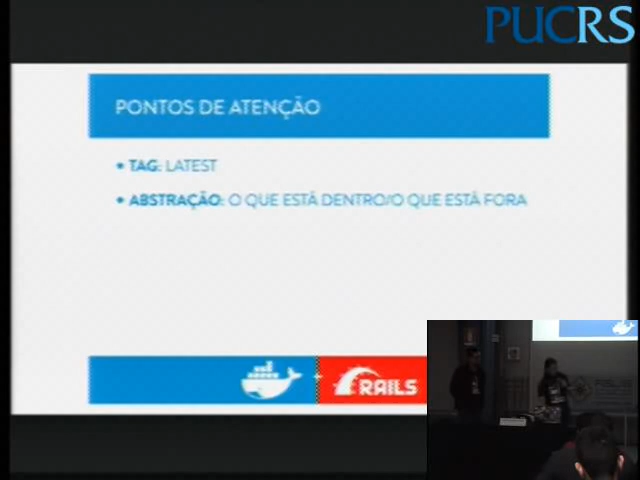 PUCRS
PONTOS DE ATENÇÃO
• TAG: LATEST
• ABSTRAÇÃO: O QUE ESTÁ DENTRO/O QUE ESTÁ FORA
+
RAILS